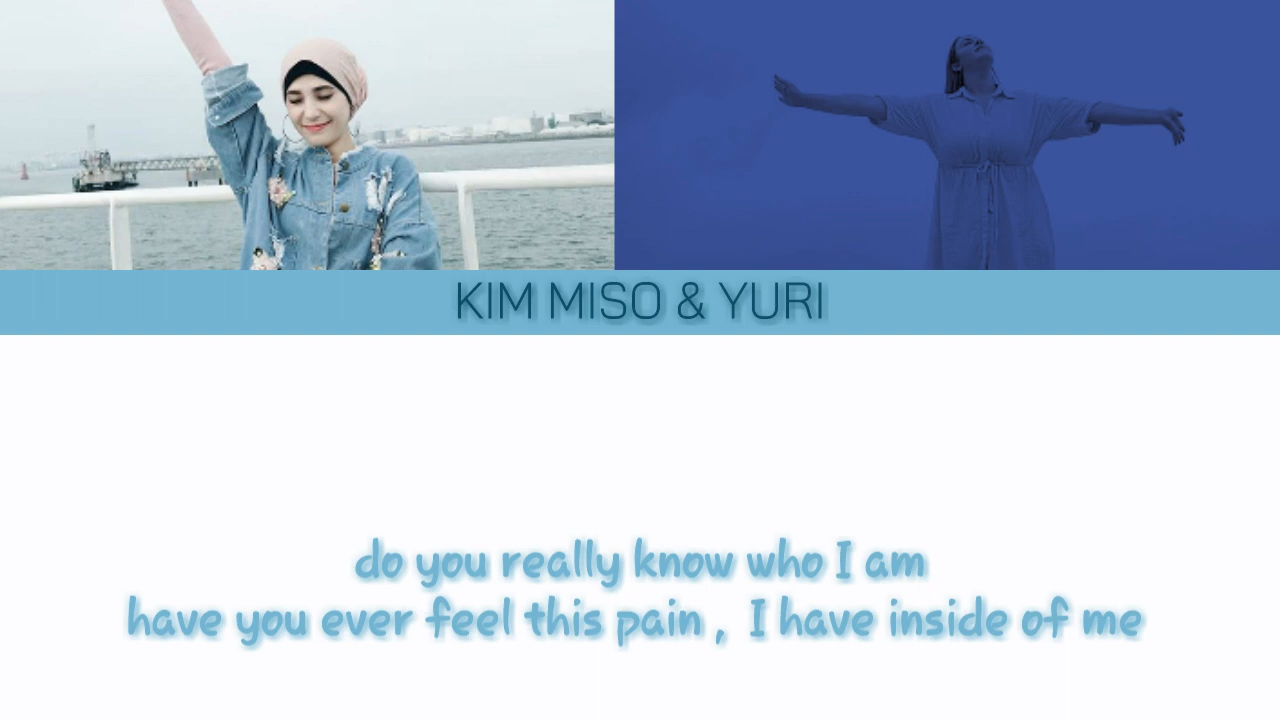 KIM MISO & YURI
do you really know who I am
have you ever feel this pain , I have inside of me